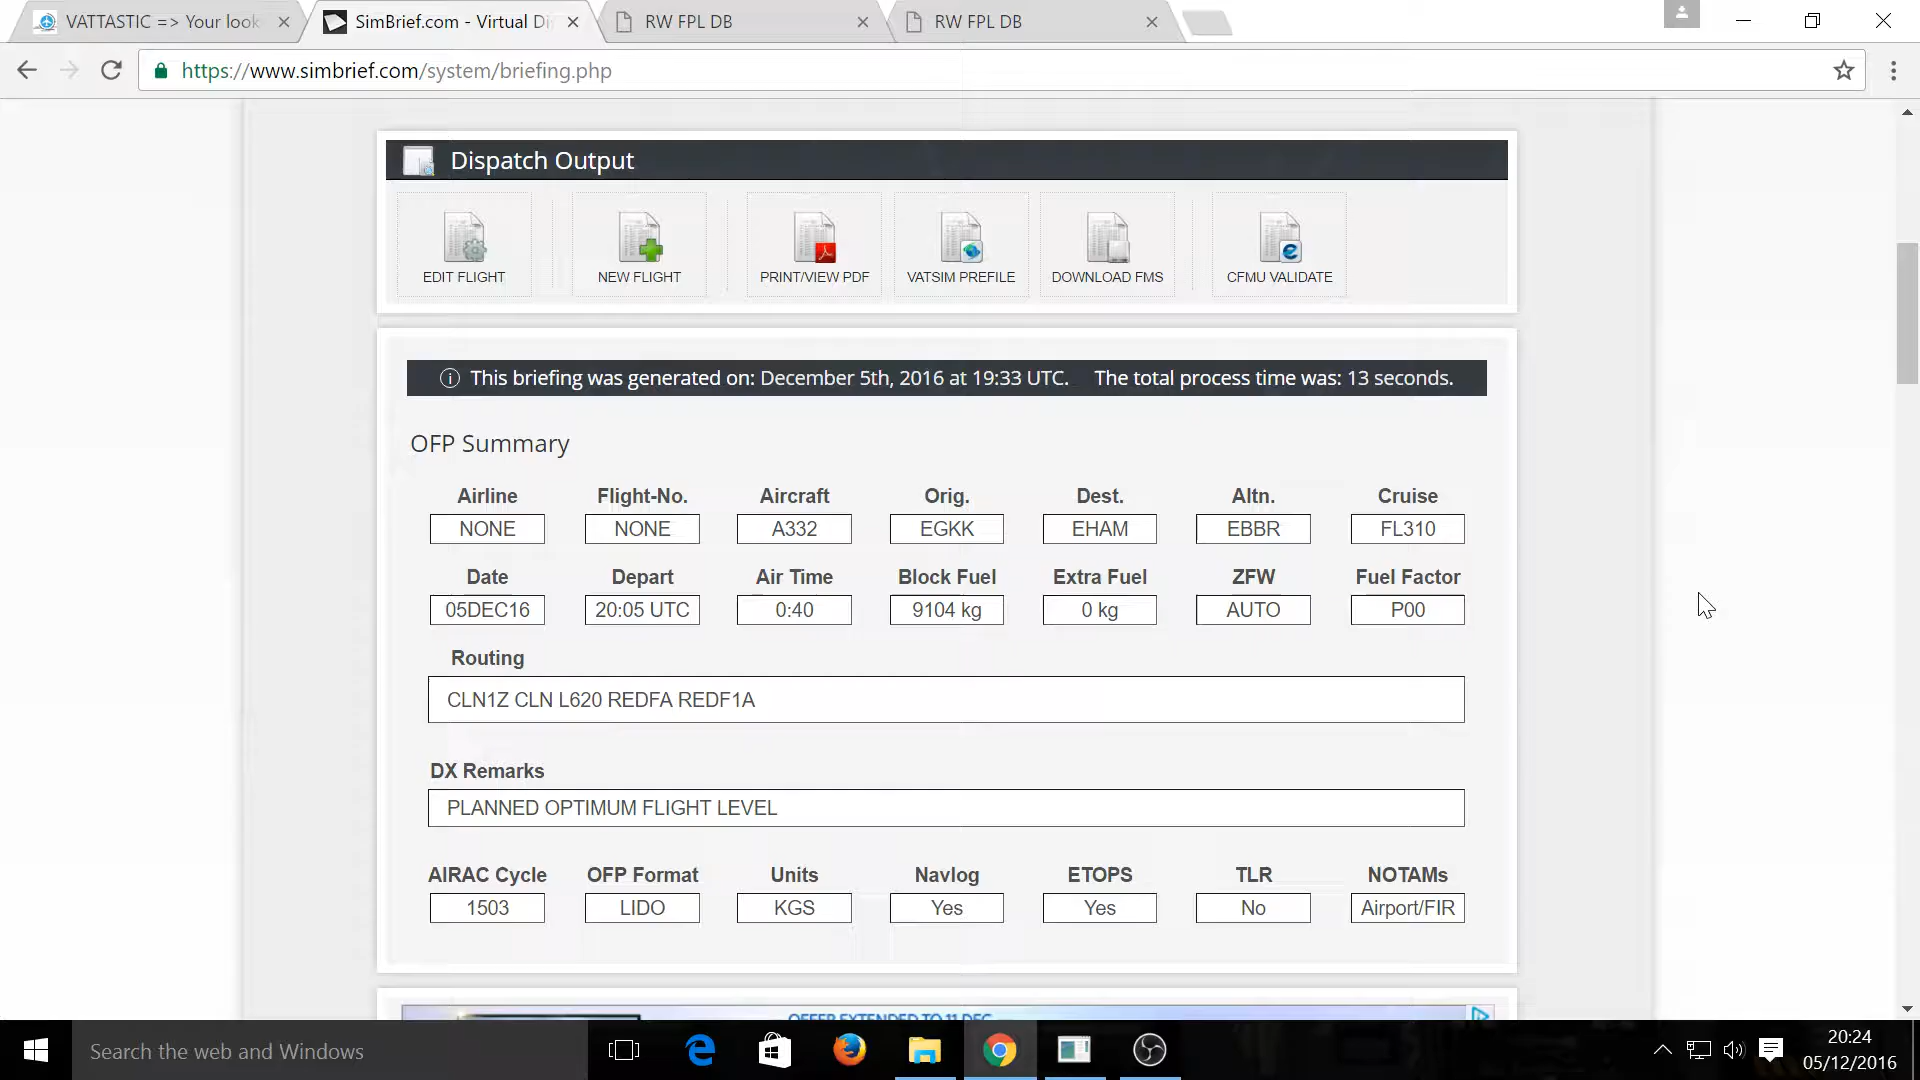 VATTASTIC => Your look
SimBrief.com - Virtual Di
RW FPL DB
RW FPL DB
https://www.simbrief.com/system/briefing.php
Dispatch Output
EDIT FLIGHT
NEW FLIGHT
PRINT/VIEW PDF
VATSIM PREFILE
DOWNLOAD FMS
CFMU VALIDATE
This briefing was generated on: December 5th, 2016 at 19:33 UTC. The total process time was: 13 seconds.
OFP Summary
Airline Flight-No. Aircraft Orig. Dest. Altn. Cruise
NONE NONE A332 EGKK EHAM EBBR FL310
Date Depart Air Time Block Fuel Extra Fuel ZFW Fuel Factor
05DEC16 20:05 UTC 0:40 9104 kg 0 kg AUTO P00
Routing
CLN1Z CLN L620 REDFA REDF1A
DX Remarks
PLANNED OPTIMUM FLIGHT LEVEL
AIRAC Cycle OFP Format Units Navlog ETOPS TLR NOTAMs
1503 LIDO KGS Yes Yes No Airport/FIR
OFFER EXTENDED TO 11 DEC
Search the web and Windows
20:24
05/12/2016